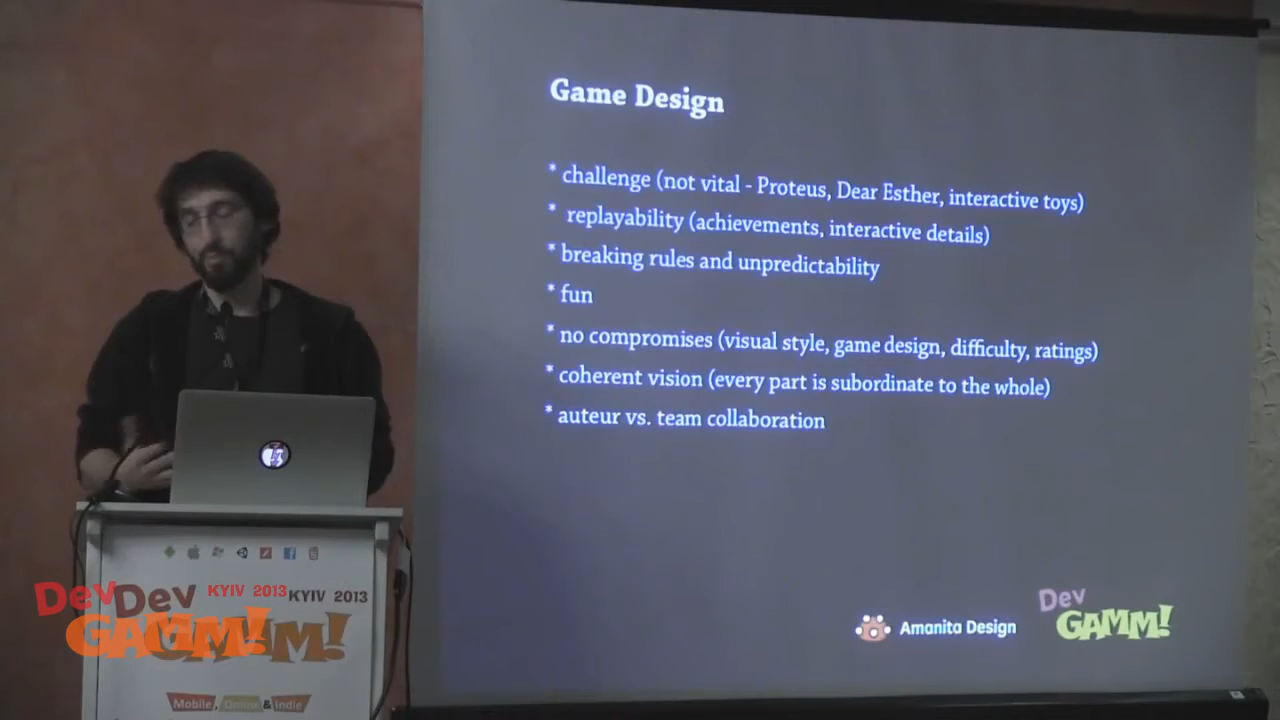 Game Design
* challenge (not vital - Proteus, Dear Esther, interactive toys)
* replayability (achievements, interactive details)
* breaking rules and unpredictability
* fun
* no compromises (visual style, game design, difficulty, ratings)
* coherent vision (every part is subordinate to the whole)
* auteur vs. team collaboration
Amanita Design
Dev
GAMM!
Dev Dev KYIV 2013 KYIV 2013
GAMM! GAMM!
Mobile, Online & Indie